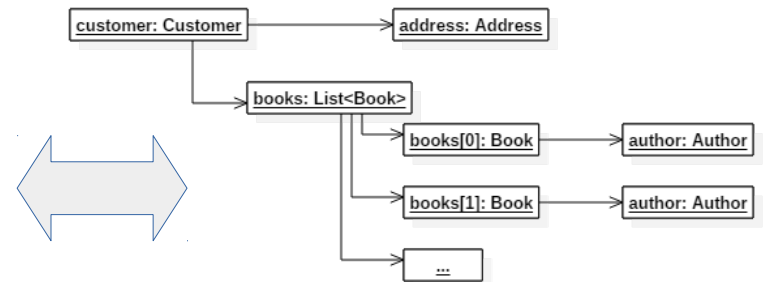 customer: Customer
address: Address
books: List<Book>
books[0]: Book
author: Author
books[1]: Book
author: Author
...